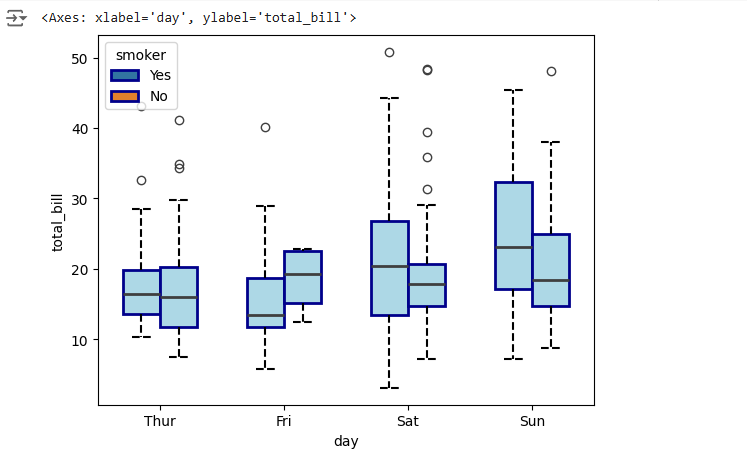 <Axes: xlabel='day', ylabel='total_bill'>
smoker
Yes
No
50
40
30
20
10
total_bill
Thur Fri Sat Sun
day